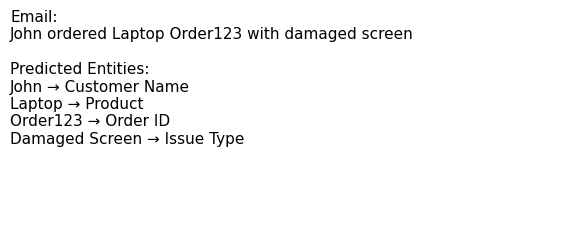 Email:
John ordered Laptop Order123 with damaged screen
Predicted Entities:
John → Customer Name
Laptop → Product
Order123 → Order ID
Damaged Screen → Issue Type